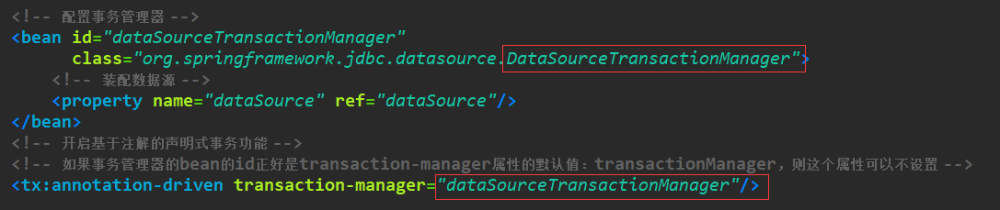 <!-- 配置事务管理器 -->
<bean id="dataSourceTransactionManager"
class="org.springframework.jdbc.datasource.DataSourceTransactionManager">
<!-- 装配数据源 -->
<property name="dataSource" ref="dataSource"/>
</bean>
<!-- 开启基于注解的声明式事务功能 -->
<!-- 如果事务管理器的bean的id正好是transaction-manager属性的默认值：transactionManager，则这个属性可以不设置 -->
<tx:annotation-driven transaction-manager="dataSourceTransactionManager"/>